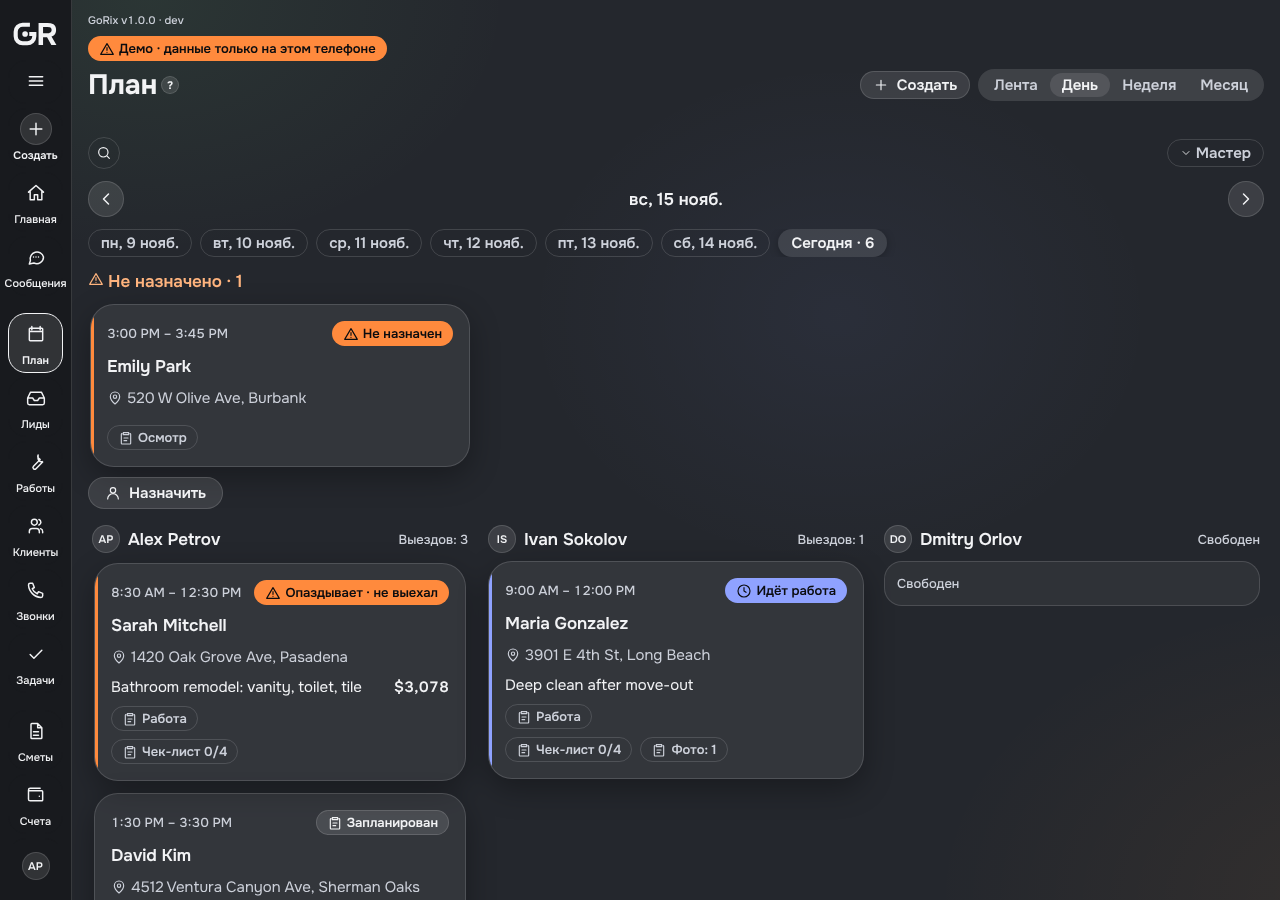 GR
GoRix v1.0.0 · dev
Демо · данные только на этом телефоне
План ?
Создать
Лента День Неделя Месяц
Мастер
вс, 15 нояб.
пн, 9 нояб. вт, 10 нояб. ср, 11 нояб. чт, 12 нояб. пт, 13 нояб. сб, 14 нояб. Сегодня · 6
Не назначено · 1
3:00 PM – 3:45 PM Не назначен
Emily Park
520 W Olive Ave, Burbank
Осмотр
Назначить
AP Alex Petrov Выездов: 3
8:30 AM – 12:30 PM Опаздывает · не выехал
Sarah Mitchell
1420 Oak Grove Ave, Pasadena
Bathroom remodel: vanity, toilet, tile $3,078
Работа
Чек-лист 0/4
1:30 PM – 3:30 PM Запланирован
David Kim
4512 Ventura Canyon Ave, Sherman Oaks
IS Ivan Sokolov Выездов: 1
9:00 AM – 12:00 PM Идёт работа
Maria Gonzalez
3901 E 4th St, Long Beach
Deep clean after move-out
Работа
Чек-лист 0/4 Фото: 1
DO Dmitry Orlov Свободен
Свободен
Создать
Главная
Сообщения
План
Лиды
Работы
Клиенты
Звонки
Задачи
Сметы
Счета
AP